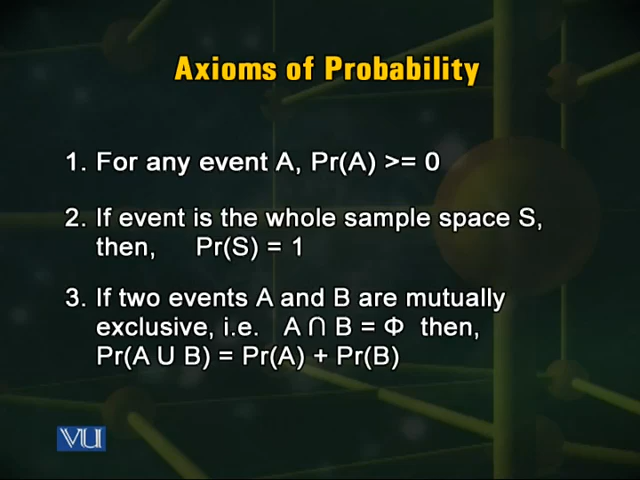 Axioms of Probability
1. For any event A, Pr(A) >= 0
2. If event is the whole sample space S,
then, Pr(S) = 1
3. If two events A and B are mutually
exclusive, i.e. A ∩ B = Φ then,
Pr(A U B) = Pr(A) + Pr(B)
VU